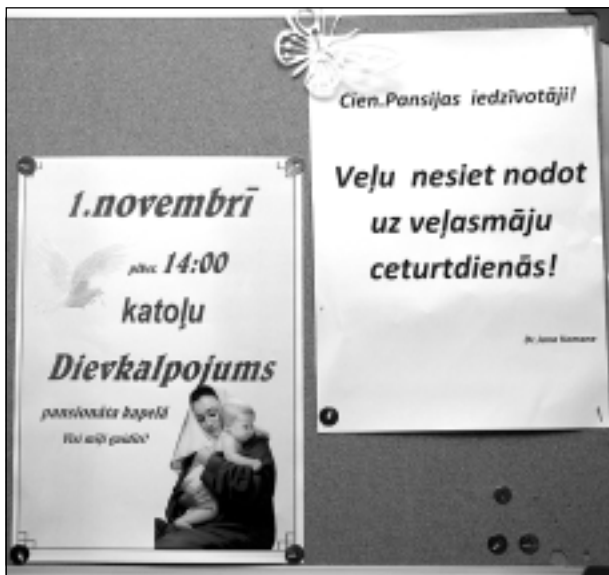 1.novembrī
plkst. 14:00
katoļu
Dievkalpojums
pansionāta kapelā
Visi mīļi gaidīti!
Cien.Pansijas iedzīvotāji!
Veļu nesiet nodot
uz veļasmāju
ceturtdienās!